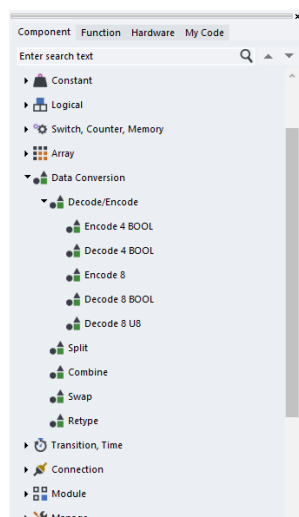 Component Function Hardware My Code
Enter search text
Constant
Logical
Switch, Counter, Memory
Array
Data Conversion
Decode/Encode
Encode 4 BOOL
Decode 4 BOOL
Encode 8
Decode 8 BOOL
Decode 8 U8
Split
Combine
Swap
Retype
Transition, Time
Connection
Module
Manage